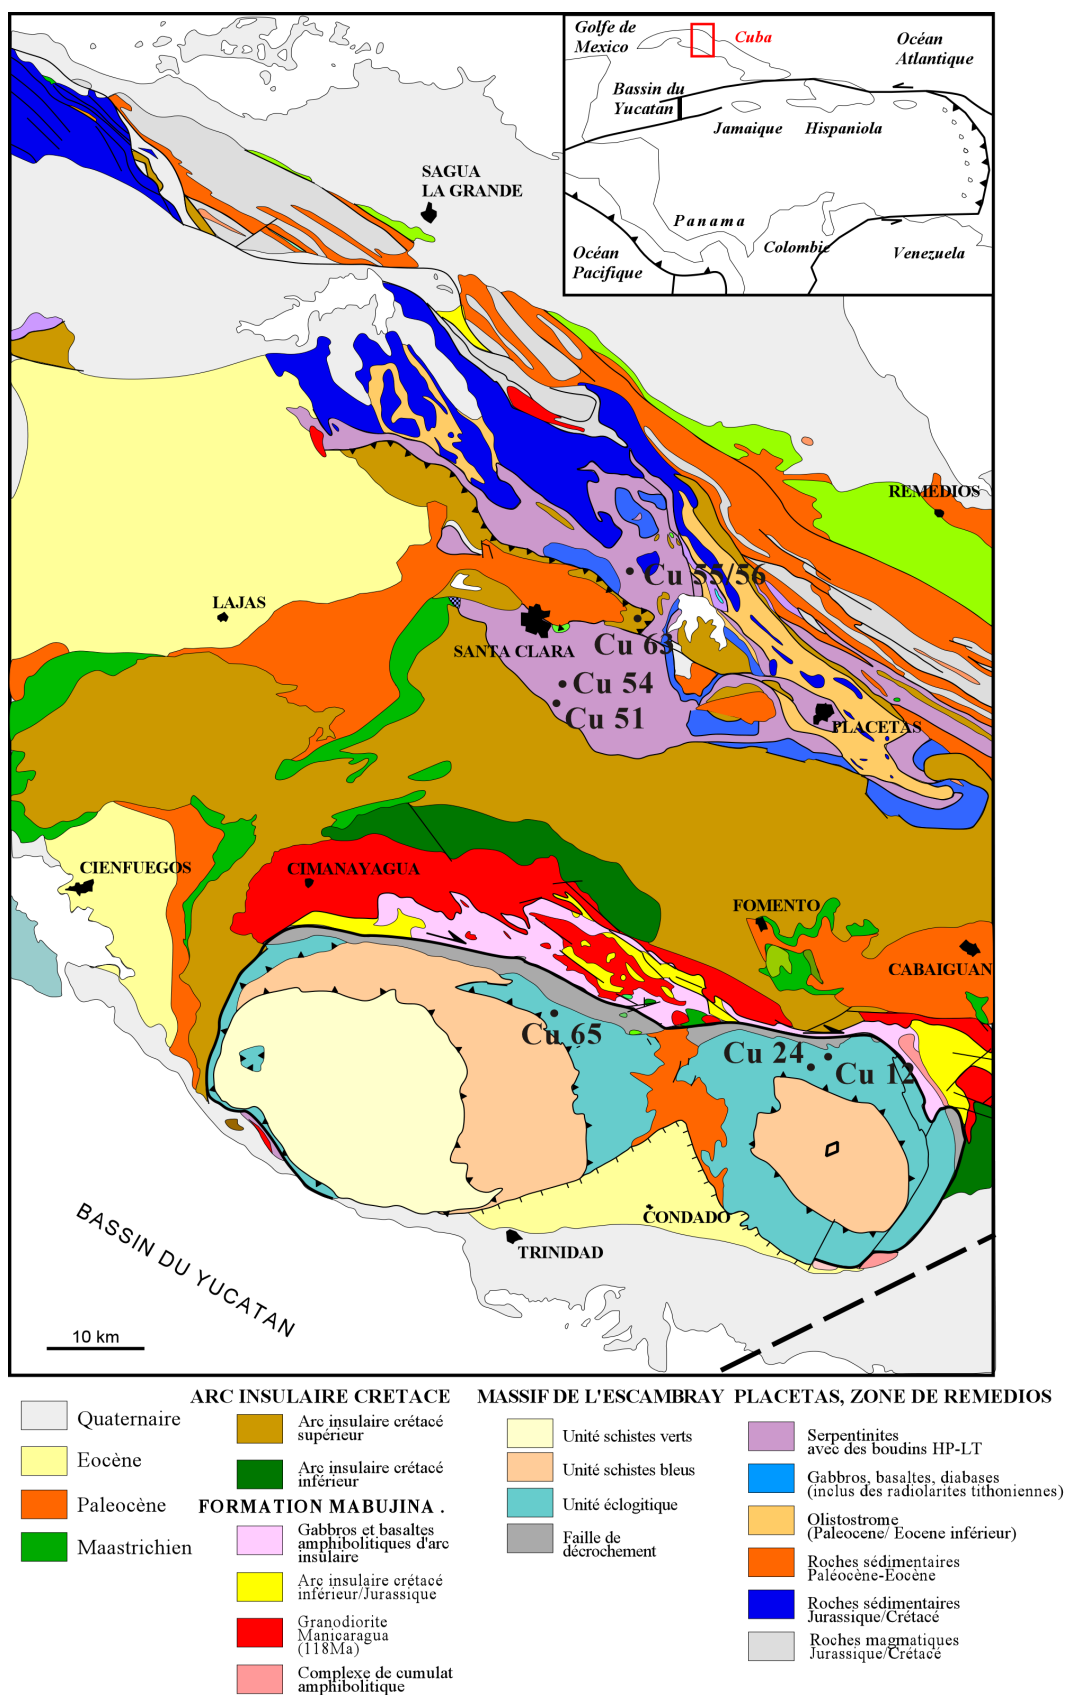 Golfe de
Mexico
Cuba
Océan
Atlantique
Bassin du
Yucatan
Jamaique
Hispaniola
Panama
Océan
Pacifique
Colombie
Venezuela
SAGUA
LA GRANDE
REMEDIOS
Cu 55/56
LAJAS
SANTA CLARA
Cu 63
Cu 54
Cu 51
PLACETAS
CIENFUEGOS
CIMANAYAGUA
FOMENTO
CABAIGUAN
Cu 65
Cu 24
Cu 12
CONDADO
TRINIDAD
BASSIN DU YUCATAN
10 km
Quaternaire
Eocène
Paleocène
Maastrichien
ARC INSULAIRE CRETACE
Arc insulaire crétacé
supérieur
Arc insulaire crétacé
inférieur
FORMATION MABUJINA .
Gabbros et basaltes
amphibolitiques d'arc
insulaire
Arc insulaire crétacé
inférieur/Jurassique
Granodiorite
Manicaragua
(118Ma)
Complexe de cumulat
amphibolitique
MASSIF DE L'ESCAMBRAY
Unité schistes verts
Unité schistes bleus
Unité éclogitique
Faille de
décrochement
PLACETAS, ZONE DE REMEDIOS
Serpentinites
avec des boudins HP-LT
Gabbros, basaltes, diabases
(inclus des radiolarites tithoniennes)
Olistostrome
(Paleocene/ Eocene inférieur)
Roches sédimentaires
Paléocène-Eocène
Roches sédimentaires
Jurassique/Crétacé
Roches magmatiques
Jurassique/Crétacé